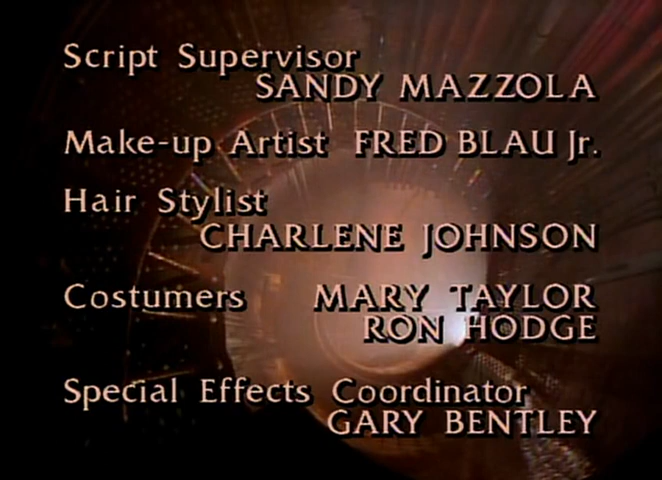 Script Supervisor
SANDY MAZZOLA
Make-up Artist FRED BLAU Jr.
Hair Stylist
CHARLENE JOHNSON
Costumers MARY TAYLOR
RON HODGE
Special Effects Coordinator
GARY BENTLEY